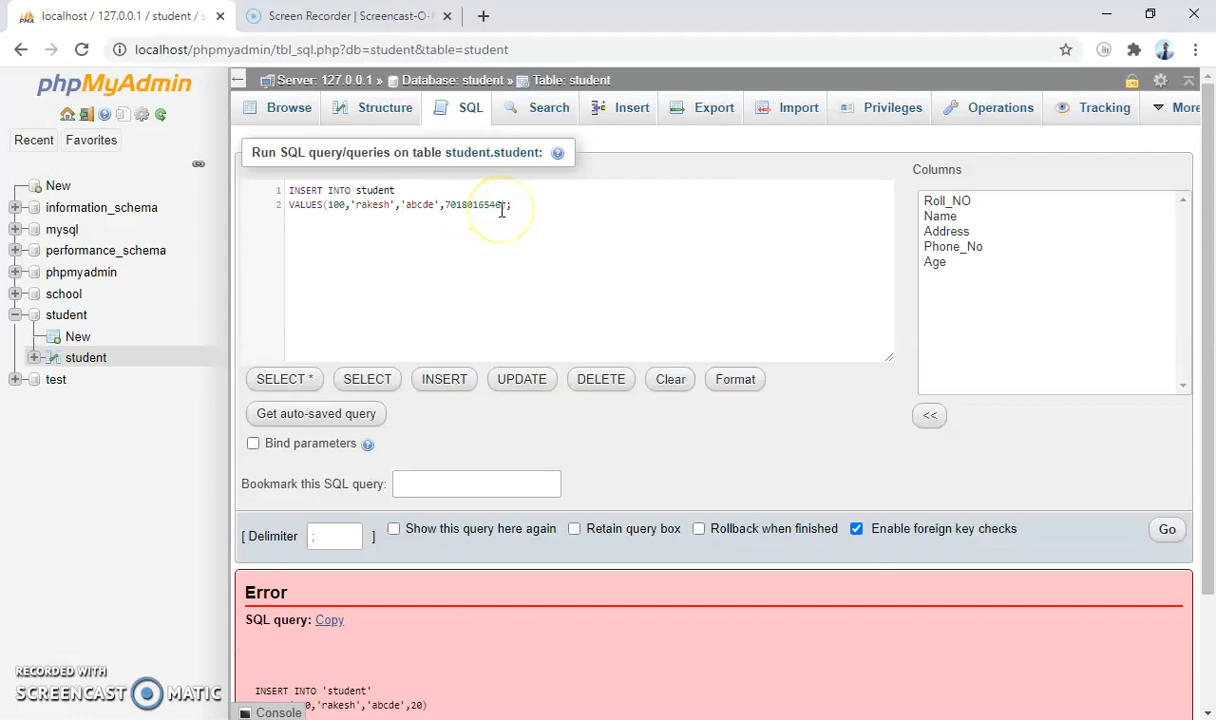 localhost / 127.0.0.1 / student / s
Screen Recorder | Screencast-O-
localhost/phpmyadmin/tbl_sql.php?db=student&table=student
phpMyAdmin
Recent
Favorites
New
information_schema
mysql
performance_schema
phpmyadmin
school
student
New
student
test
Server: 127.0.0.1 » Database: student » Table: student
Browse
Structure
SQL
Search
Insert
Export
Import
Privileges
Operations
Tracking
More
Run SQL query/queries on table student.student:
1 INSERT INTO student
2 VALUES(100,'rakesh','abcde',
Columns
Roll_NO
Name
Address
Phone_No
Age
SELECT *
SELECT
INSERT
UPDATE
DELETE
Clear
Format
<<
Get auto-saved query
Bind parameters
Bookmark this SQL query:
[ Delimiter ; ]
Show this query here again
Retain query box
Rollback when finished
Enable foreign key checks
Go
Error
SQL query: Copy
INSERT INTO 'student'
,'rakesh','abcde',20)
Console
RECORDED WITH
SCREENCAST MATIC